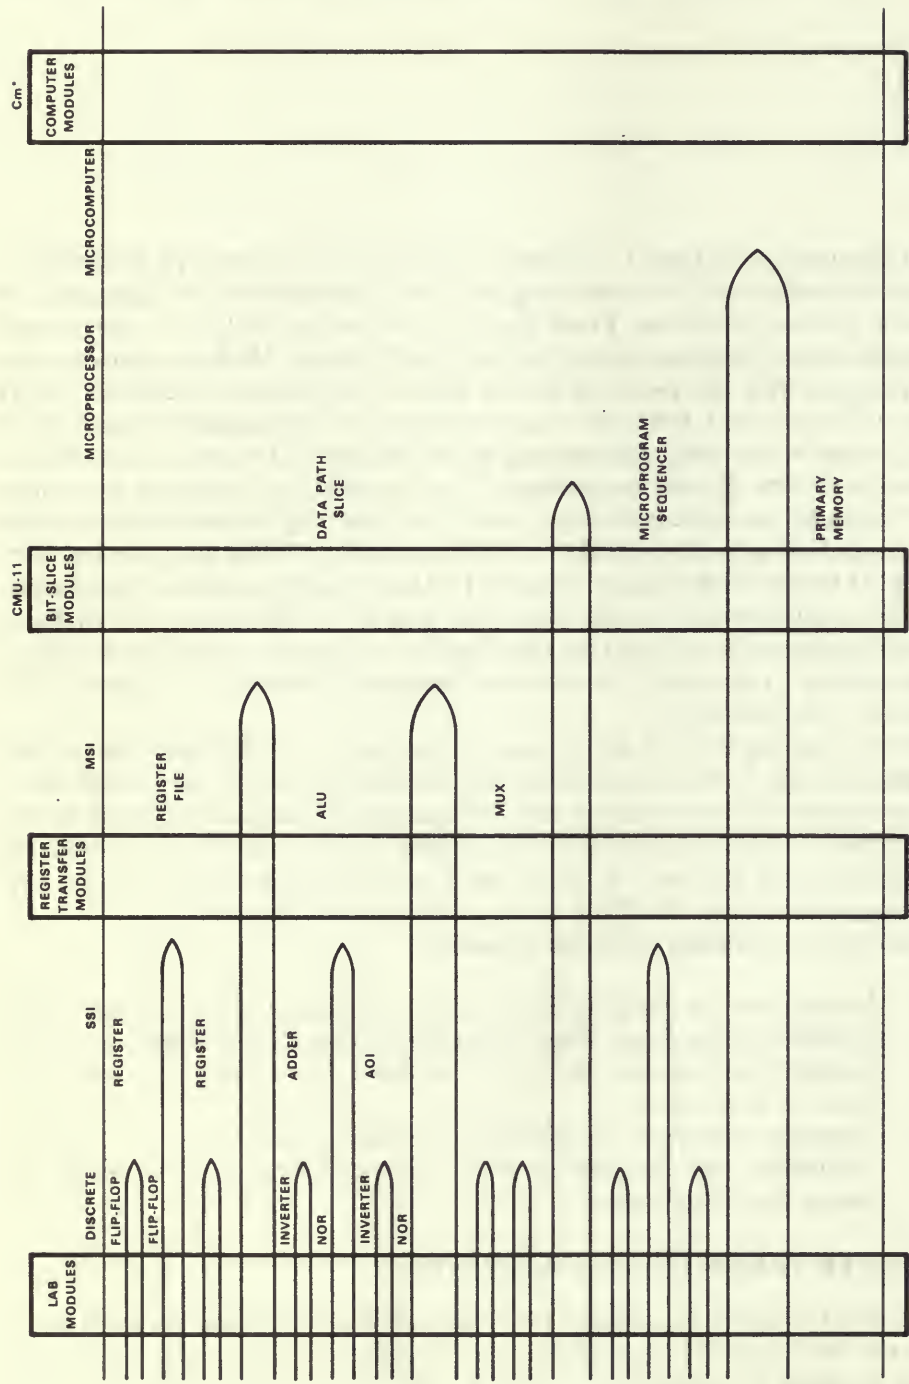 Cm*
COMPUTER
MODULES
MICROCOMPUTER
MICROPROCESSOR
DATA PATH
SLICE
MICROPROGRAM
SEQUENCER
PRIMARY
MEMORY
CMU-11
BIT-SLICE
MODULES
MSI
REGISTER
FILE
ALU
MUX
REGISTER
TRANSFER
MODULES
SSI
REGISTER
REGISTER
ADDER
AOI
DISCRETE
FLIP-FLOP
FLIP-FLOP
INVERTER
NOR
INVERTER
NOR
LAB
MODULES